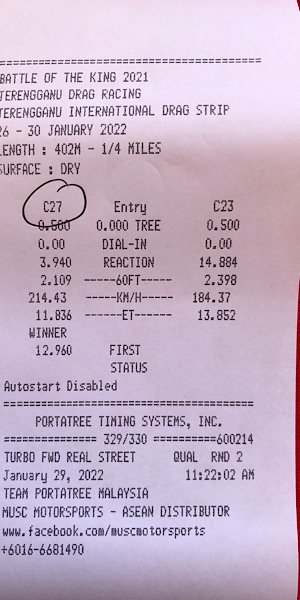 BATTLE OF THE KING 2021
TERENGGANU DRAG RACING
TERENGGANU INTERNATIONAL DRAG STRIP
26 - 30 JANUARY 2022
LENGTH : 402M - 1/4 MILES
SURFACE : DRY
C27 Entry C23
0.500 0.000 TREE 0.500
0.00 DIAL-IN 0.00
3.940 REACTION 14.884
2.109 ------60FT------ 2.398
214.43 ------KM/H------ 184.37
11.836 -------ET------- 13.852
WINNER
12.960 FIRST
STATUS
Autostart Disabled
PORTATREE TIMING SYSTEMS, INC.
=============== 329/330 ===========600214
TURBO FWD REAL STREET QUAL RND 2
January 29, 2022 11:22:02 AM
TEAM PORTATREE MALAYSIA
MUSC MOTORSPORTS - ASEAN DISTRIBUTOR
www.facebook.com/muscmotorsports
+6016-6681490